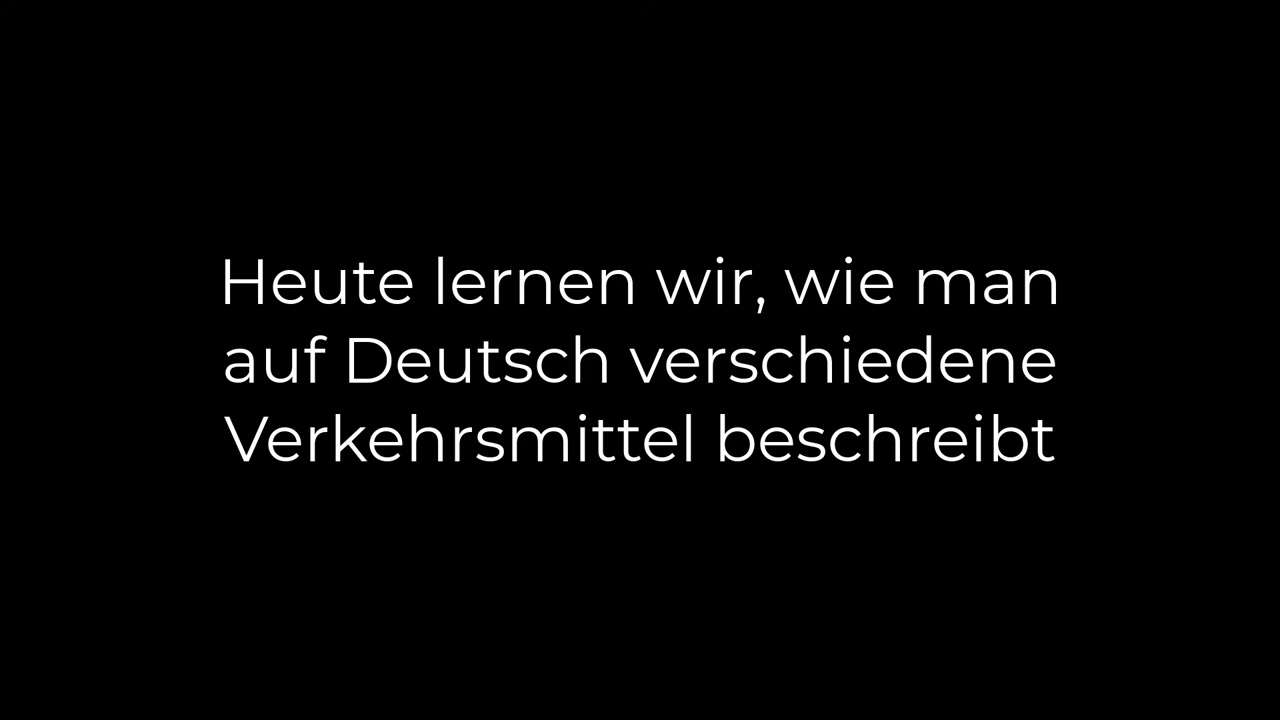 Heute lernen wir, wie man
auf Deutsch verschiedene
Verkehrsmittel beschreibt